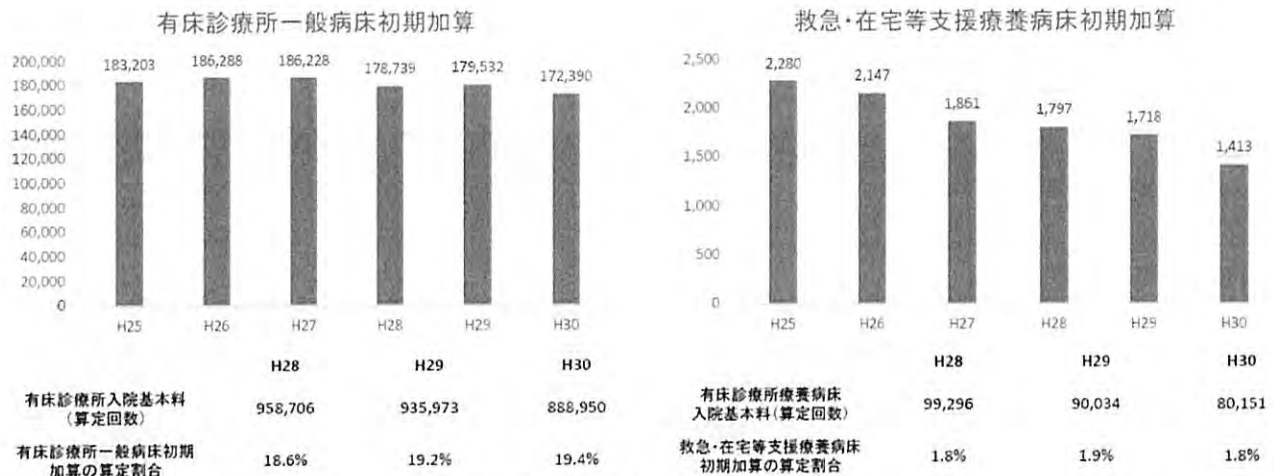 有床診療所一般病床初期加算
200,000
180,000
160,000
140,000
120,000
100,000
80,000
60,000
40,000
20,000
0
183,203
186,288
186,228
178,739
179,532
172,390
H25
H26
H27
H28
H29
H30
H28 H29 H30
有床診療所入院基本料
(算定回数)
958,706 935,973 888,950
有床診療所一般病床初期
加算の算定割合
18.6% 19.2% 19.4%
救急・在宅等支援療養病床初期加算
2,500
2,000
1,500
1,000
500
0
2,280
2,147
1,861
1,797
1,718
1,413
H25
H26
H27
H28
H29
H30
H28 H29 H30
有床診療所療養病床
入院基本料(算定回数)
99,296 90,034 80,151
救急・在宅等支援療養病床
初期加算の算定割合
1.8% 1.9% 1.8%